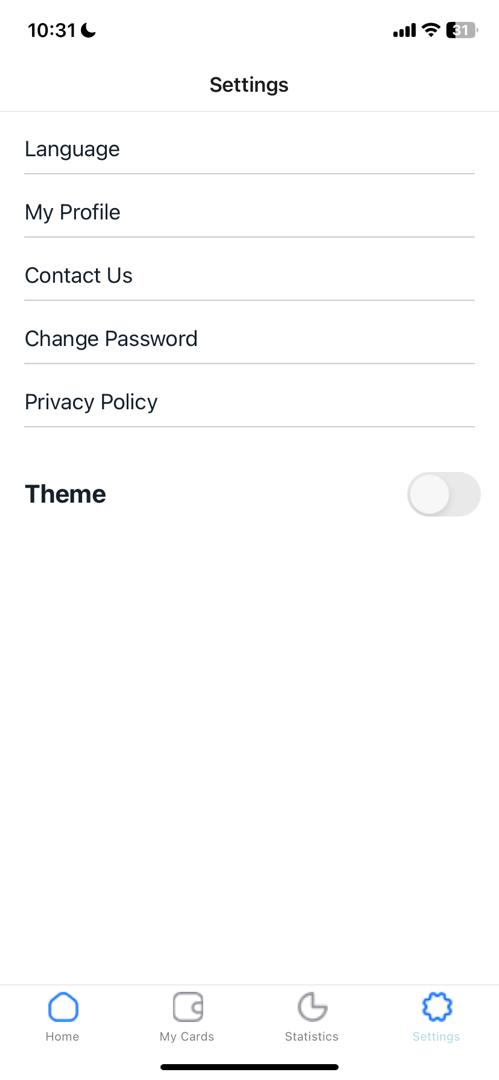 10:31
31
Settings
Language
My Profile
Contact Us
Change Password
Privacy Policy
Theme
Home
My Cards
Statistics
Settings